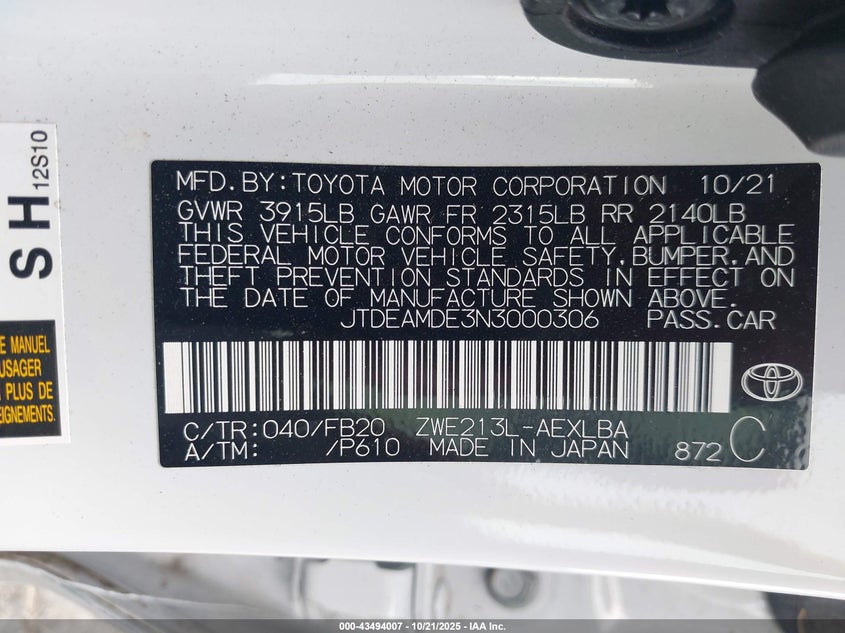 SH
12S10
E MANUEL
USAGER
PLUS DE
EIGNEMENTS.
MFD.BY:TOYOTA MOTOR CORPORATION 10/21
GVWR 3915LB GAWR FR 2315LB RR 2140LB
THIS VEHICLE CONFORMS TO ALL APPLICABLE
FEDERAL MOTOR VEHICLE SAFETY, BUMPER, AND
THEFT PREVENTION STANDARDS IN EFFECT ON
THE DATE OF MANUFACTURE SHOWN ABOVE.
JTDEAMDE3N3000306 PASS.CAR
C/TR:040/FB20 ZWE213L-AEXLBA
A/TM: /P610 MADE IN JAPAN 872 C
000-43494007 - 10/21/2025 - IAA Inc.